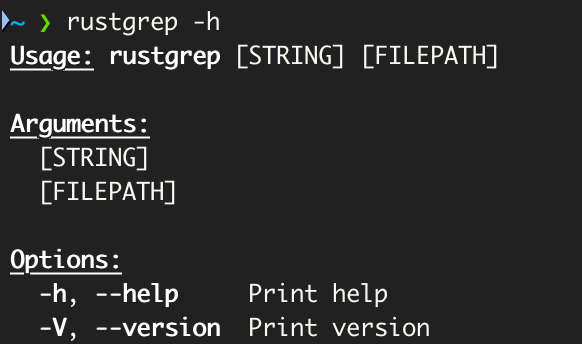 ~ ❯ rustgrep -h
Usage: rustgrep [STRING] [FILEPATH]
Arguments:
[STRING]
[FILEPATH]
Options:
-h, --help     Print help
-V, --version  Print version